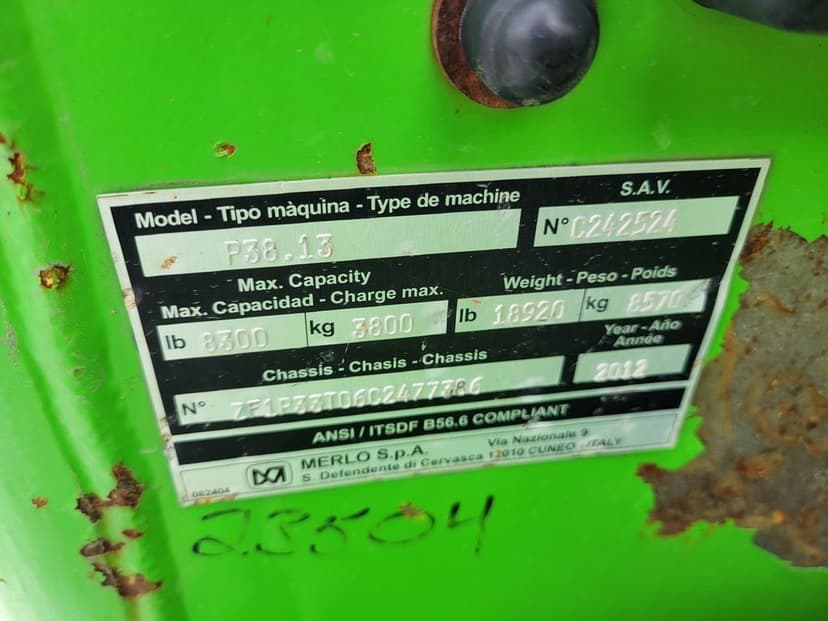 Model - Tipo màquina - Type de machine
P38.13
S.A.V.
N° C242524
Max. Capacity
Max. Capacidad - Charge max.
lb 8300 kg 3800
Weight - Peso - Poids
lb 18920 kg 8570
Chassis - Chasis - Chassis
N° ZF1P33T06C2477386
Year - Año
Année
2012
ANSI / ITSDF B56.6 COMPLIANT
MERLO S.p.A.
Via Nazionale 9
S. Defendente di Cervasca 12010 CUNEO - ITALY
062404
23504